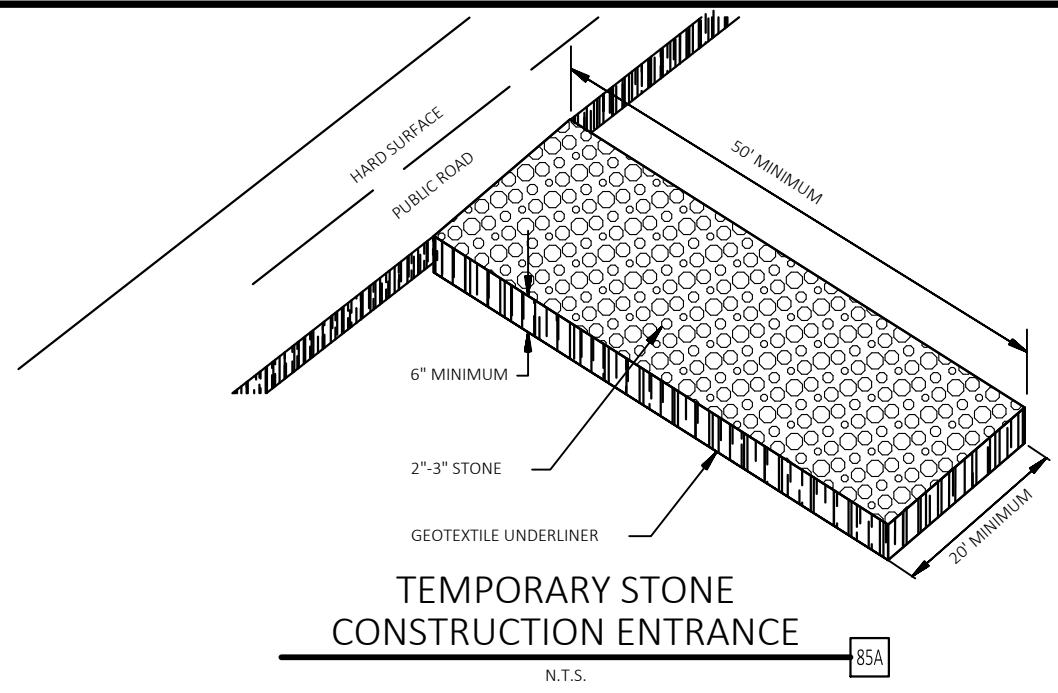 HARD SURFACE
PUBLIC ROAD
50' MINIMUM
6" MINIMUM
2"-3" STONE
GEOTEXTILE UNDERLINER
20' MINIMUM
TEMPORARY STONE
CONSTRUCTION ENTRANCE
85A
N.T.S.